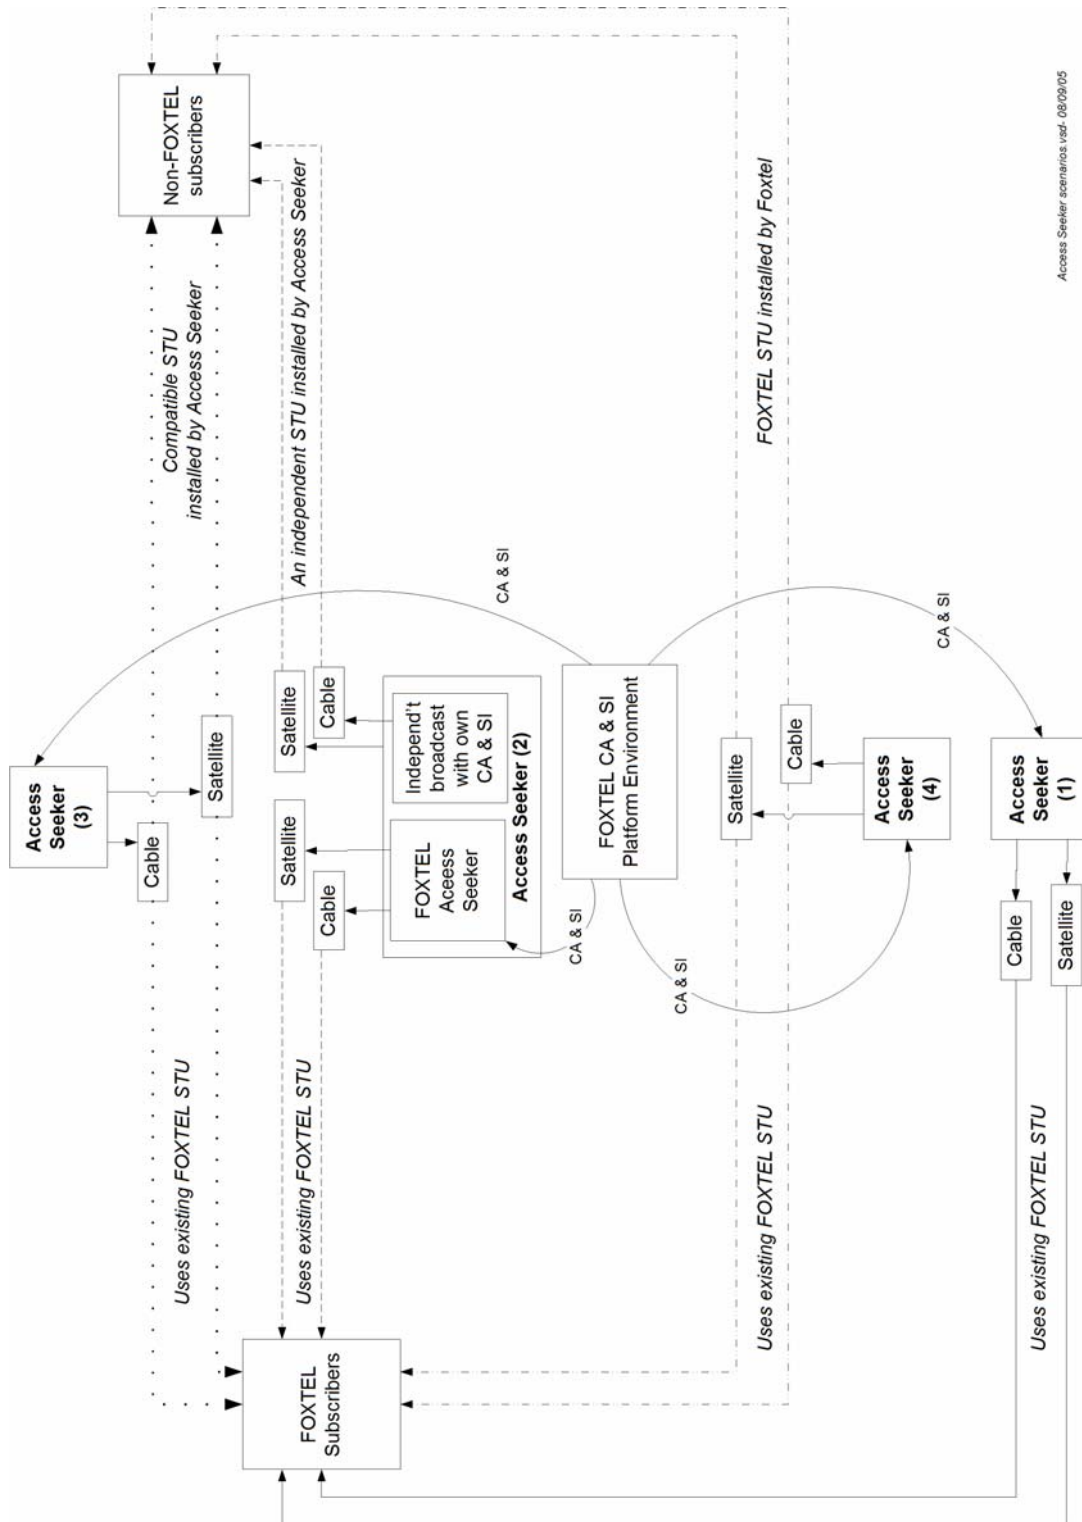 Access
Seeker
(3)
Cable
Satellite
Uses existing FOXTEL STU
Compatible STU
installed by Access Seeker
Non-FOXTEL
subscribers
FOXTEL
Subscribers
Uses existing FOXTEL STU
Satellite
Cable
Satellite
Cable
An independent STU installed by Access Seeker
FOXTEL
Aceess
Seeker
Independ't
broadcast
with own
CA & SI
Access Seeker (2)
CA & SI
CA & SI
FOXTEL CA & SI
Platform Environment
CA & SI
CA & SI
Satellite
Cable
Uses existing FOXTEL STU
FOXTEL STU installed by Foxtel
Access
Seeker
(4)
Access
Seeker
(1)
Cable
Satellite
Uses existing FOXTEL STU
Access Seeker scenarios.vsd- 08/09/05